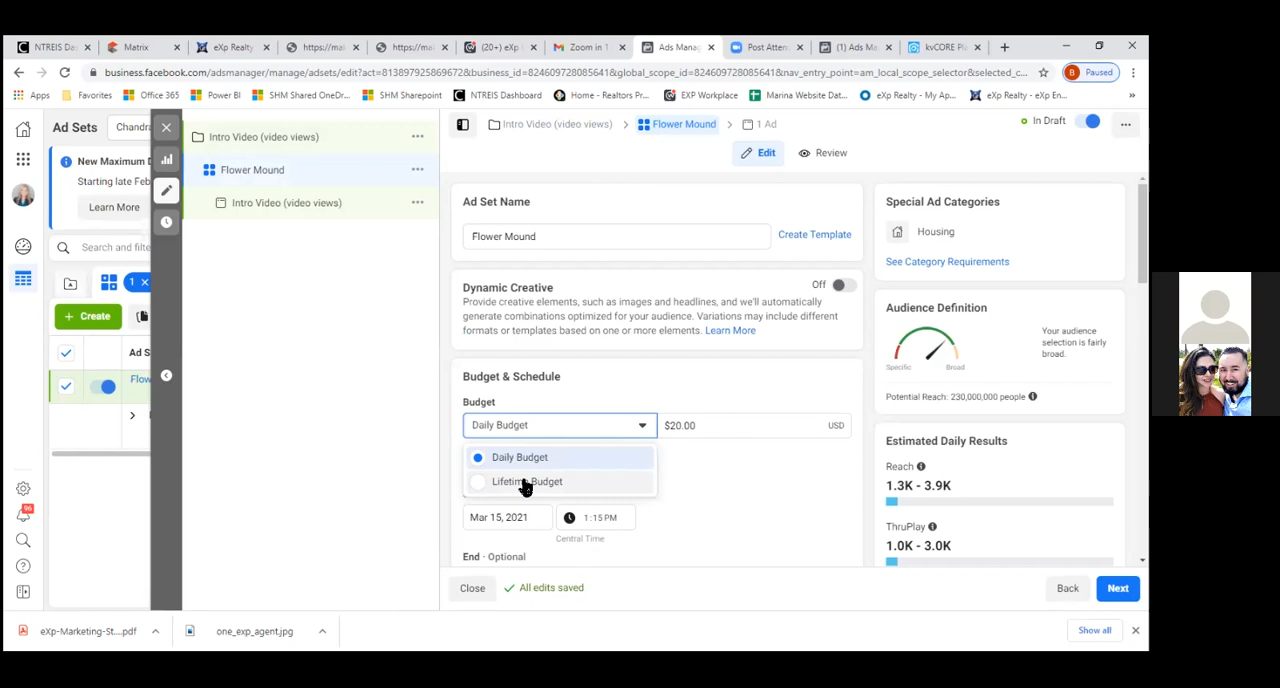 NTREIS Da
Matrix
eXp Realty
https://mai
https://mai
(20+) eXp
Zoom in 1
Ads Mana
Post Atten
(1) Ads M
kvCORE Pl
business.facebook.com/adsmanager/manage/adsets/edit?act=813897925869672&business_id=824609728085641&global_scope_id=824609728085641&nav_entry_point=am_local_scope_selector&selected_c...
B Paused
Apps
Favorites
Office 365
Power BI
SHM Shared OneDr...
SHM Sharepoint
NTREIS Dashboard
Home - Realtors Pr...
EXP Workplace
Marina Website Dat...
eXp Realty - My Ap...
eXp Realty - eXp En...
»
Ad Sets
Chandra
New Maximum D
Starting late Feb
Learn More
Search and filte
1
+ Create
Ad S
Flow
96
Intro Video (video views)
Flower Mound
Intro Video (video views)
Intro Video (video views) > Flower Mound > 1 Ad
In Draft
Edit
Review
Ad Set Name
Flower Mound
Create Template
Dynamic Creative
Off
Provide creative elements, such as images and headlines, and we'll automatically
generate combinations optimized for your audience. Variations may include different
formats or templates based on one or more elements. Learn More
Budget & Schedule
Budget
Daily Budget
$20.00
USD
Daily Budget
Lifetime Budget
Mar 15, 2021
1:15 PM
Central Time
End · Optional
Close
All edits saved
Back
Next
Special Ad Categories
Housing
See Category Requirements
Audience Definition
Your audience
selection is fairly
broad.
Specific
Broad
Potential Reach: 230,000,000 people
Estimated Daily Results
Reach
1.3K - 3.9K
ThruPlay
1.0K - 3.0K
eXp-Marketing-St....pdf
one_exp_agent.jpg
Show all